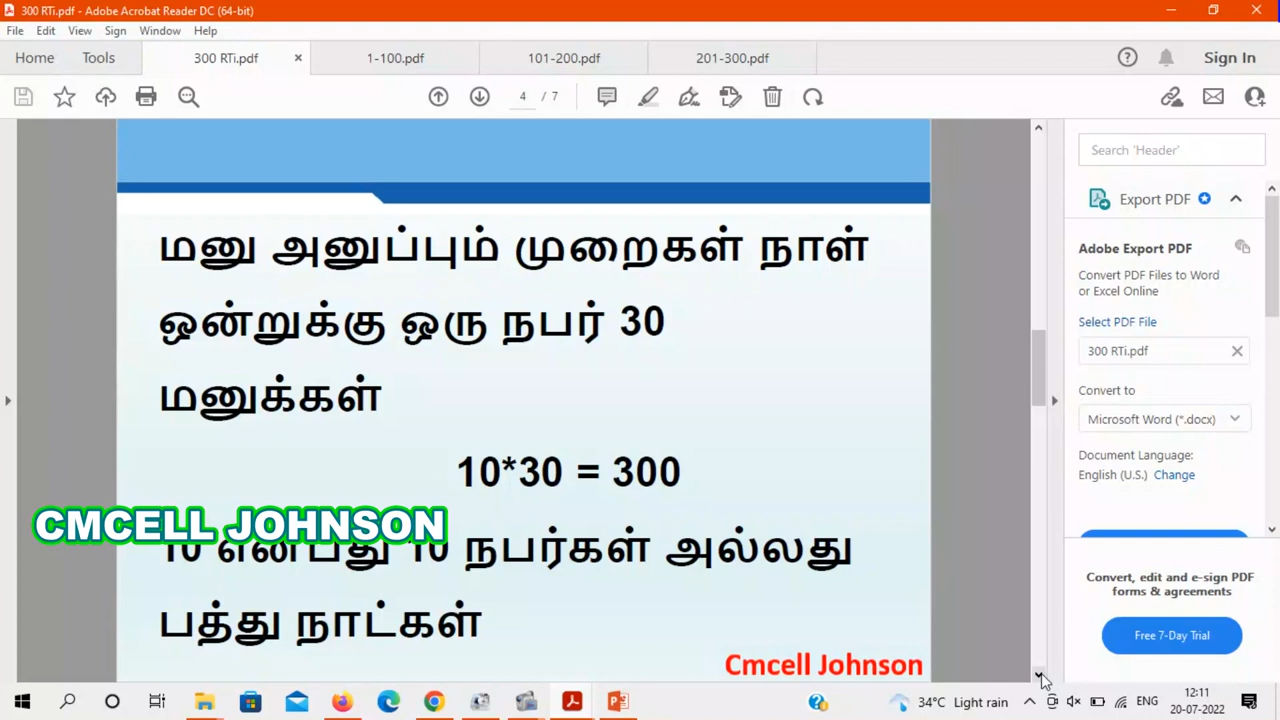 300 RTi.pdf - Adobe Acrobat Reader DC (64-bit)
File Edit View Sign Window Help
Home Tools 300 RTi.pdf × 1-100.pdf 101-200.pdf 201-300.pdf Sign In
4 / 7
Search 'Header'
Export PDF
Adobe Export PDF
Convert PDF Files to Word
or Excel Online
Select PDF File
300 RTi.pdf
Convert to
Microsoft Word (*.docx)
Document Language:
English (U.S.) Change
Convert, edit and e-sign PDF
forms & agreements
Free 7-Day Trial
மனு அனுப்பும் முறைகள் நாள்
ஒன்றுக்கு ஒரு நபர் 30
மனுக்கள்
10*30 = 300
CMCELL JOHNSON
10 என்பது 10 நபர்கள் அல்லது
பத்து நாட்கள்
Cmcell Johnson
34°C Light rain ENG 12:11
20-07-2022